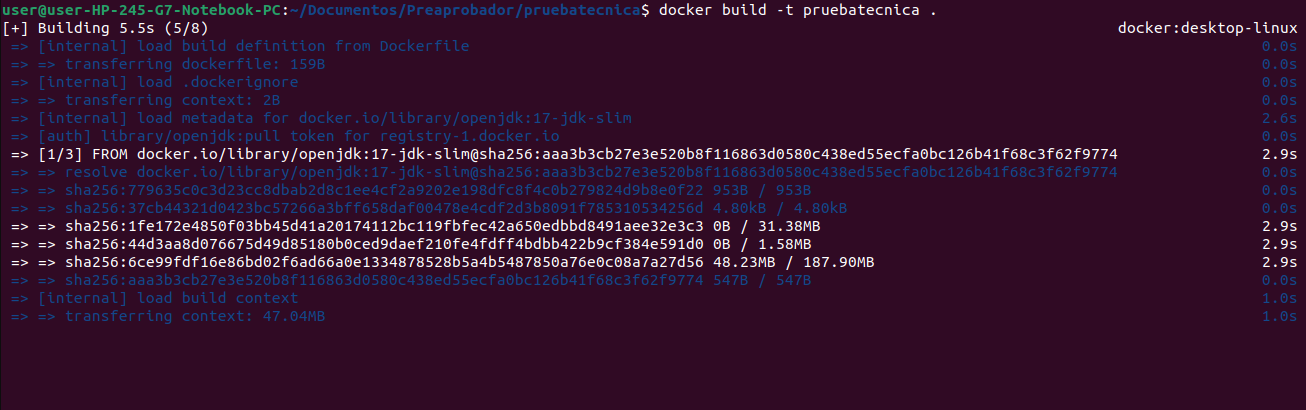 user@user-HP-245-G7-Notebook-PC:~/Documentos/Preaprobador/pruebatecnica$ docker build -t pruebatecnica .
[+] Building 5.5s (5/8) docker:desktop-linux
=> [internal] load build definition from Dockerfile 0.0s
=> => transferring dockerfile: 159B 0.0s
=> [internal] load .dockerignore 0.0s
=> => transferring context: 2B 0.0s
=> [internal] load metadata for docker.io/library/openjdk:17-jdk-slim 2.6s
=> [auth] library/openjdk:pull token for registry-1.docker.io 0.0s
=> [1/3] FROM docker.io/library/openjdk:17-jdk-slim@sha256:aaa3b3cb27e3e520b8f116863d0580c438ed55ecfa0bc126b41f68c3f62f9774 2.9s
=> => resolve docker.io/library/openjdk:17-jdk-slim@sha256:aaa3b3cb27e3e520b8f116863d0580c438ed55ecfa0bc126b41f68c3f62f9774 0.0s
=> => sha256:779635c0c3d23cc8dbab2d8c1ee4cf2a9202e198dfc8f4c0b279824d9b8e0f22 953B / 953B 0.0s
=> => sha256:37cb44321d0423bc57266a3bff658daf00478e4cdf2d3b8091f785310534256d 4.80kB / 4.80kB 0.0s
=> => sha256:1fe172e4850f03bb45d41a20174112bc119fbfec42a650edbbd8491aee32e3c3 0B / 31.38MB 2.9s
=> => sha256:44d3aa8d076675d49d85180b0ced9daef210fe4fdff4bdbb422b9cf384e591d0 0B / 1.58MB 2.9s
=> => sha256:6ce99fdf16e86bd02f6ad66a0e1334878528b5a4b5487850a76e0c08a7a27d56 48.23MB / 187.90MB 2.9s
=> => sha256:aaa3b3cb27e3e520b8f116863d0580c438ed55ecfa0bc126b41f68c3f62f9774 547B / 547B 0.0s
=> [internal] load build context 1.0s
=> => transferring context: 47.04MB 1.0s